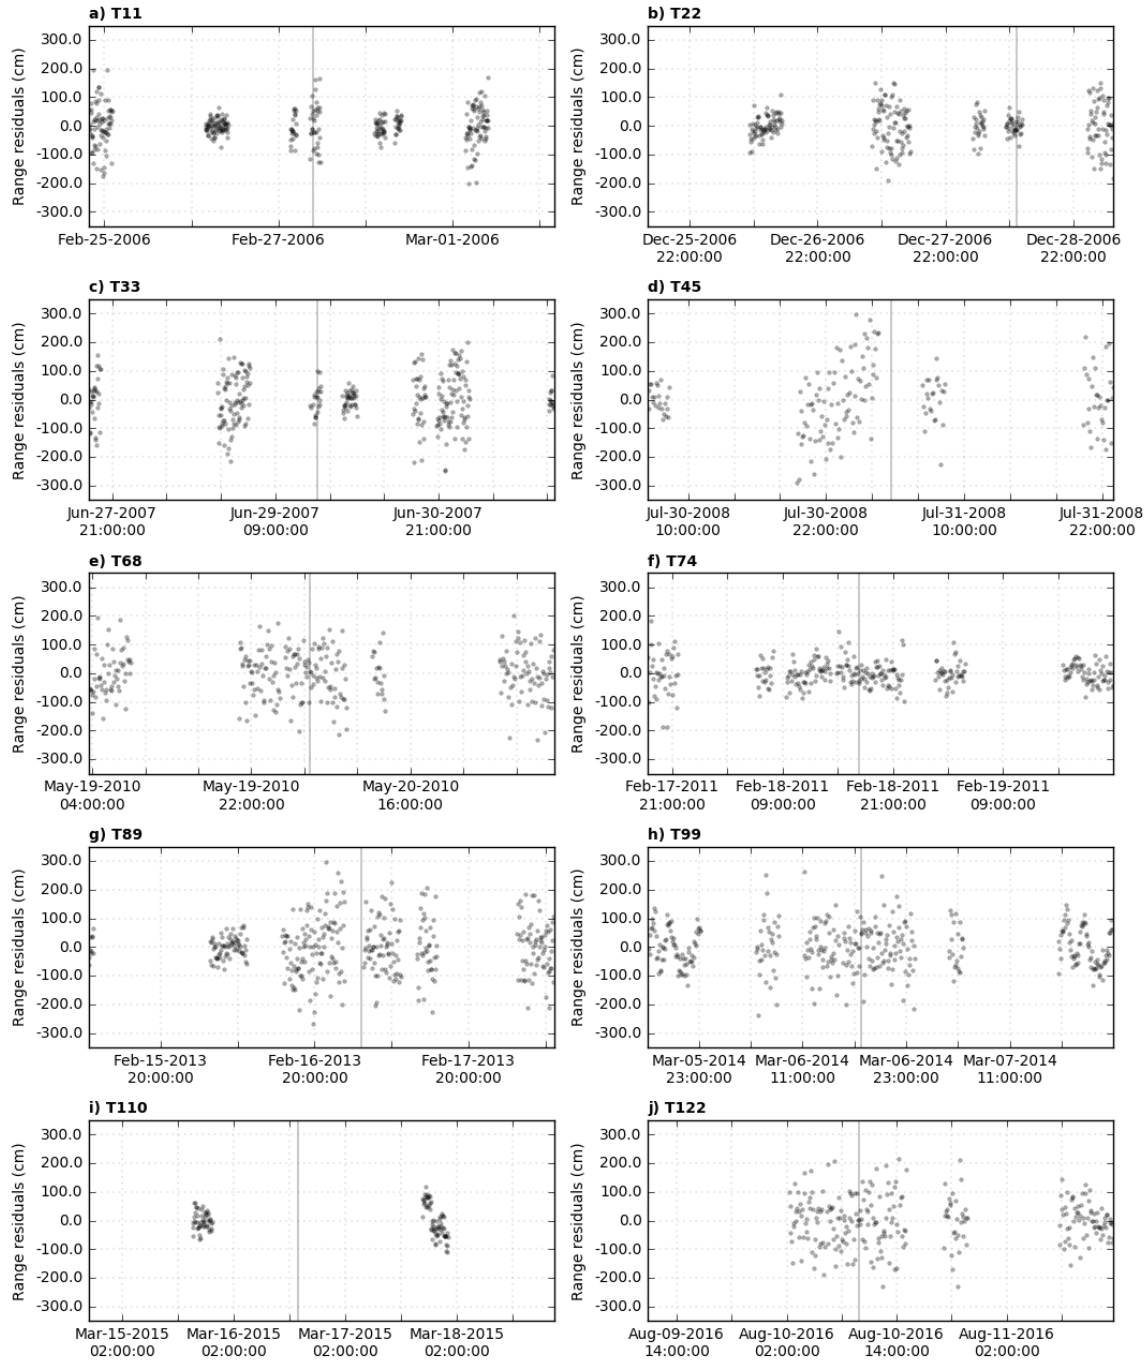 a) T11
Range residuals (cm)
300.0
200.0
100.0
0.0
-100.0
-200.0
-300.0
Feb-25-2006 Feb-27-2006 Mar-01-2006
b) T22
Range residuals (cm)
300.0
200.0
100.0
0.0
-100.0
-200.0
-300.0
Dec-25-2006 Dec-26-2006 Dec-27-2006 Dec-28-2006
22:00:00 22:00:00 22:00:00 22:00:00
c) T33
Range residuals (cm)
300.0
200.0
100.0
0.0
-100.0
-200.0
-300.0
Jun-27-2007 Jun-29-2007 Jun-30-2007
21:00:00 09:00:00 21:00:00
d) T45
Range residuals (cm)
300.0
200.0
100.0
0.0
-100.0
-200.0
-300.0
Jul-30-2008 Jul-30-2008 Jul-31-2008 Jul-31-2008
10:00:00 22:00:00 10:00:00 22:00:00
e) T68
Range residuals (cm)
300.0
200.0
100.0
0.0
-100.0
-200.0
-300.0
May-19-2010 May-19-2010 May-20-2010
04:00:00 22:00:00 16:00:00
f) T74
Range residuals (cm)
300.0
200.0
100.0
0.0
-100.0
-200.0
-300.0
Feb-17-2011 Feb-18-2011 Feb-18-2011 Feb-19-2011
21:00:00 09:00:00 21:00:00 09:00:00
g) T89
Range residuals (cm)
300.0
200.0
100.0
0.0
-100.0
-200.0
-300.0
Feb-15-2013 Feb-16-2013 Feb-17-2013
20:00:00 20:00:00 20:00:00
h) T99
Range residuals (cm)
300.0
200.0
100.0
0.0
-100.0
-200.0
-300.0
Mar-05-2014 Mar-06-2014 Mar-06-2014 Mar-07-2014
23:00:00 11:00:00 23:00:00 11:00:00
i) T110
Range residuals (cm)
300.0
200.0
100.0
0.0
-100.0
-200.0
-300.0
Mar-15-2015 Mar-16-2015 Mar-17-2015 Mar-18-2015
02:00:00 02:00:00 02:00:00 02:00:00
j) T122
Range residuals (cm)
300.0
200.0
100.0
0.0
-100.0
-200.0
-300.0
Aug-09-2016 Aug-10-2016 Aug-10-2016 Aug-11-2016
14:00:00 02:00:00 14:00:00 02:00:00